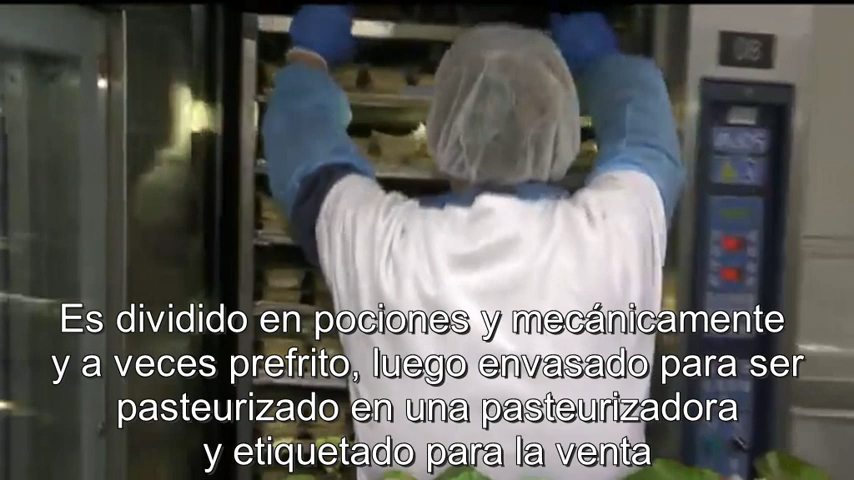 08
Es dividido en pociones y mecánicamente
y a veces prefrito, luego envasado para ser
pasteurizado en una pasteurizadora
y etiquetado para la venta